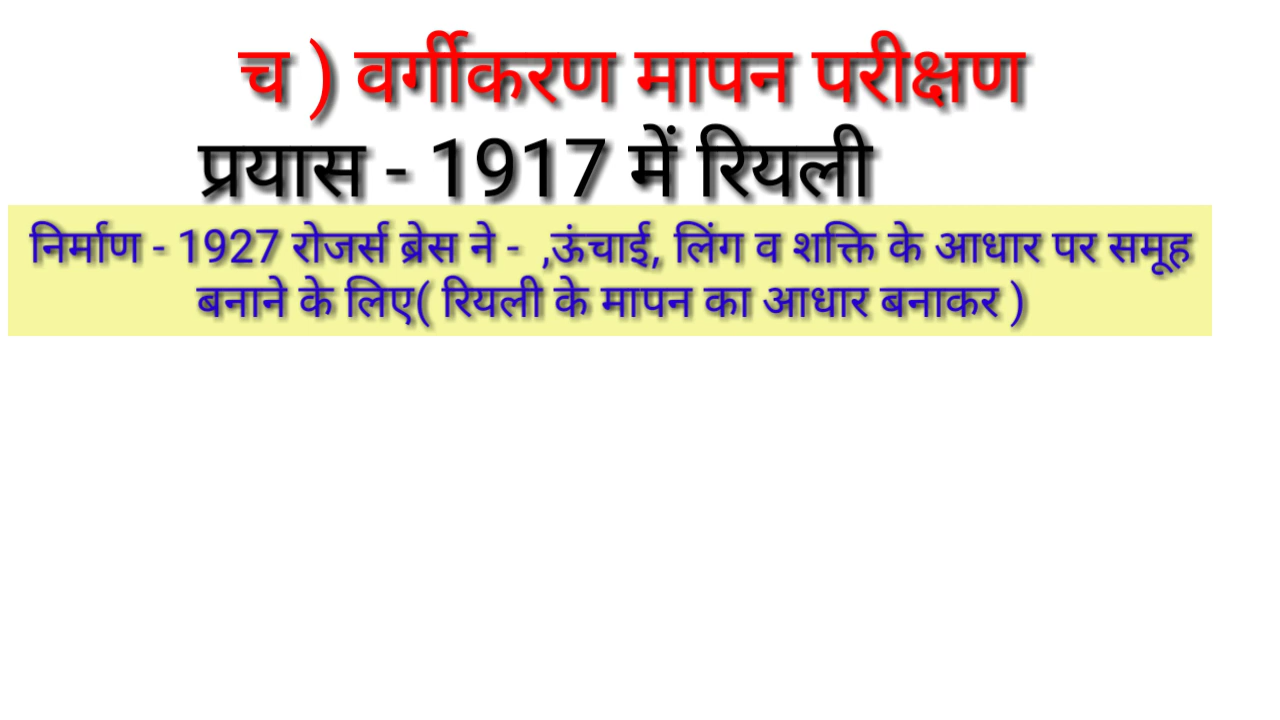 च ) वर्गीकरण मापन परीक्षण
प्रयास - 1917 में रियली
निर्माण - 1927 रोजर्स ब्रेस ने -  ,ऊंचाई, लिंग व शक्ति के आधार पर समूह
बनाने के लिए( रियली के मापन का आधार बनाकर )